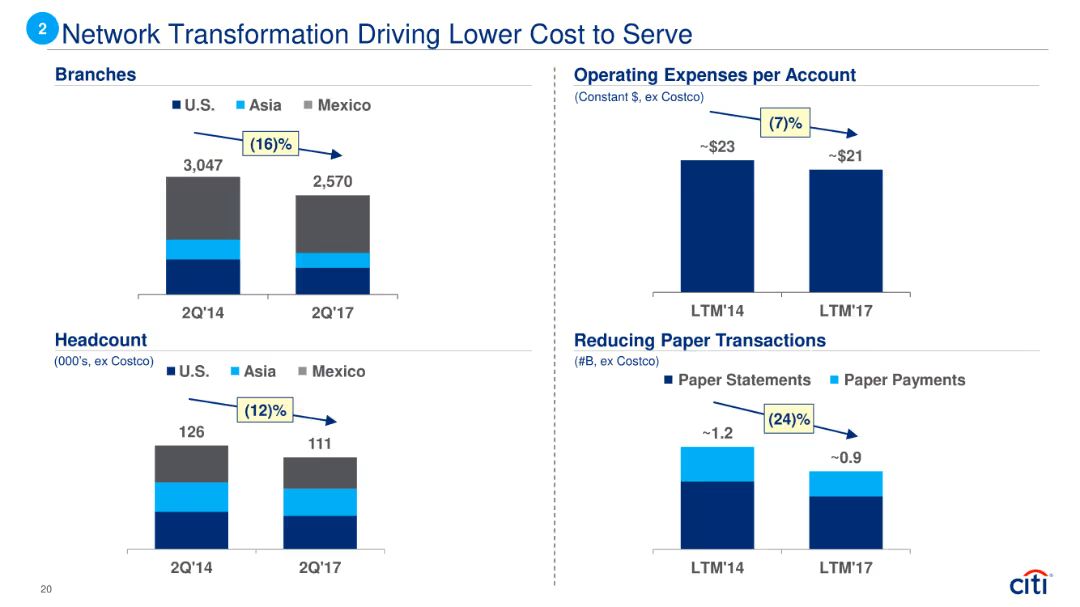 2
Network Transformation Driving Lower Cost to Serve
Branches
U.S. Asia Mexico
(16)%
3,047
2,570
2Q'14 2Q'17
Operating Expenses per Account
(Constant $, ex Costco)
(7)%
~$23
~$21
LTM'14 LTM'17
Headcount
(000's, ex Costco)
U.S. Asia Mexico
(12)%
126
111
2Q'14 2Q'17
Reducing Paper Transactions
(#B, ex Costco)
Paper Statements Paper Payments
(24)%
~1.2
~0.9
LTM'14 LTM'17
20
citi